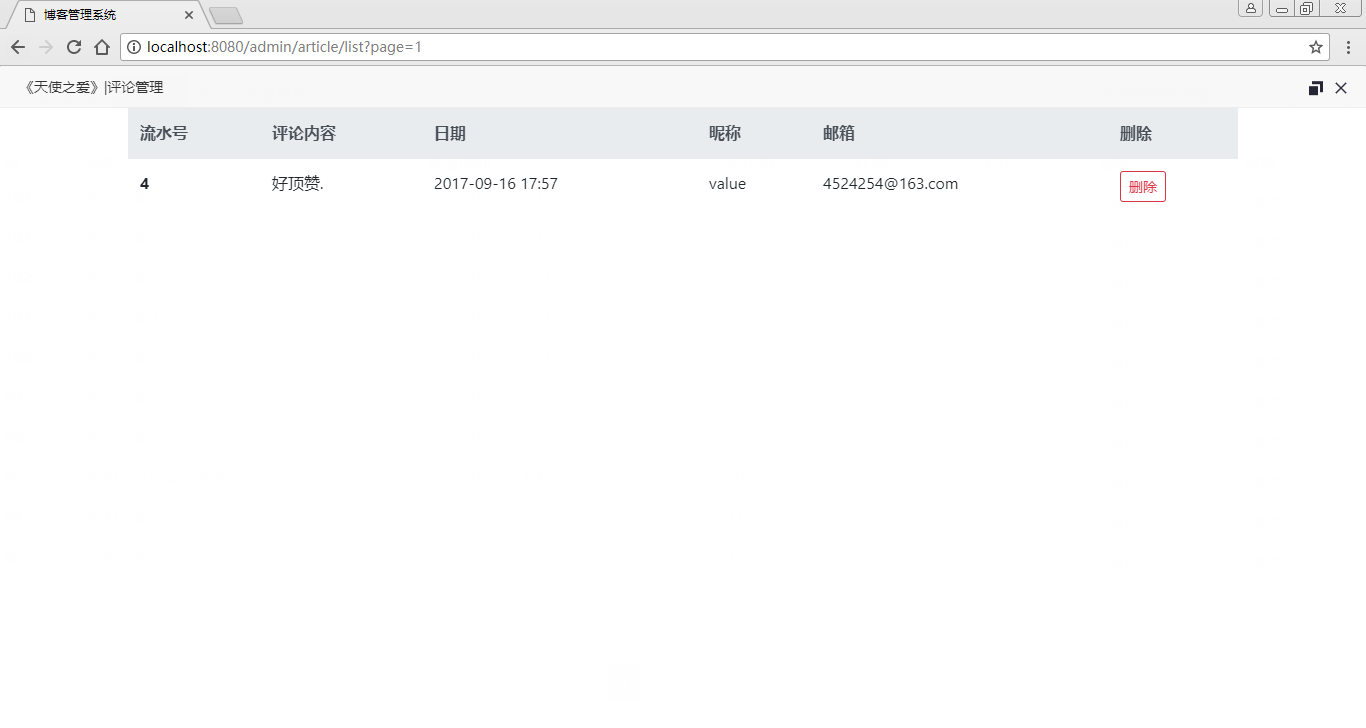 博客管理系统
localhost:8080/admin/article/list?page=1
《天使之爱》|评论管理
流水号 评论内容 日期 昵称 邮箱 删除
4 好顶赞. 2017-09-16 17:57 value 4524254@163.com 删除